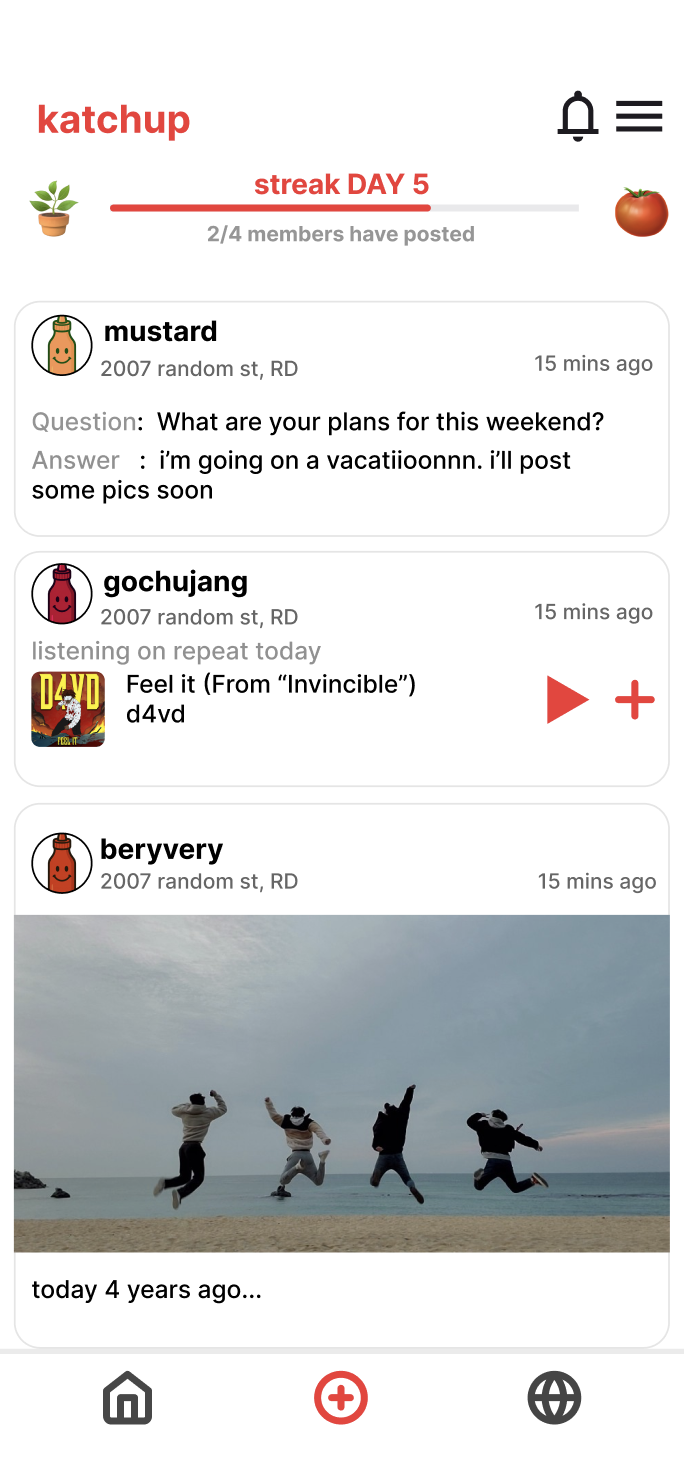 katchup
streak DAY 5
2/4 members have posted
mustard
2007 random st, RD
15 mins ago
Question: What are your plans for this weekend?
Answer : i’m going on a vacatiioonnn. i’ll post
some pics soon
gochujang
2007 random st, RD
15 mins ago
listening on repeat today
D4VD
FEEL IT
Feel it (From “Invincible”)
d4vd
beryvery
2007 random st, RD
15 mins ago
today 4 years ago...